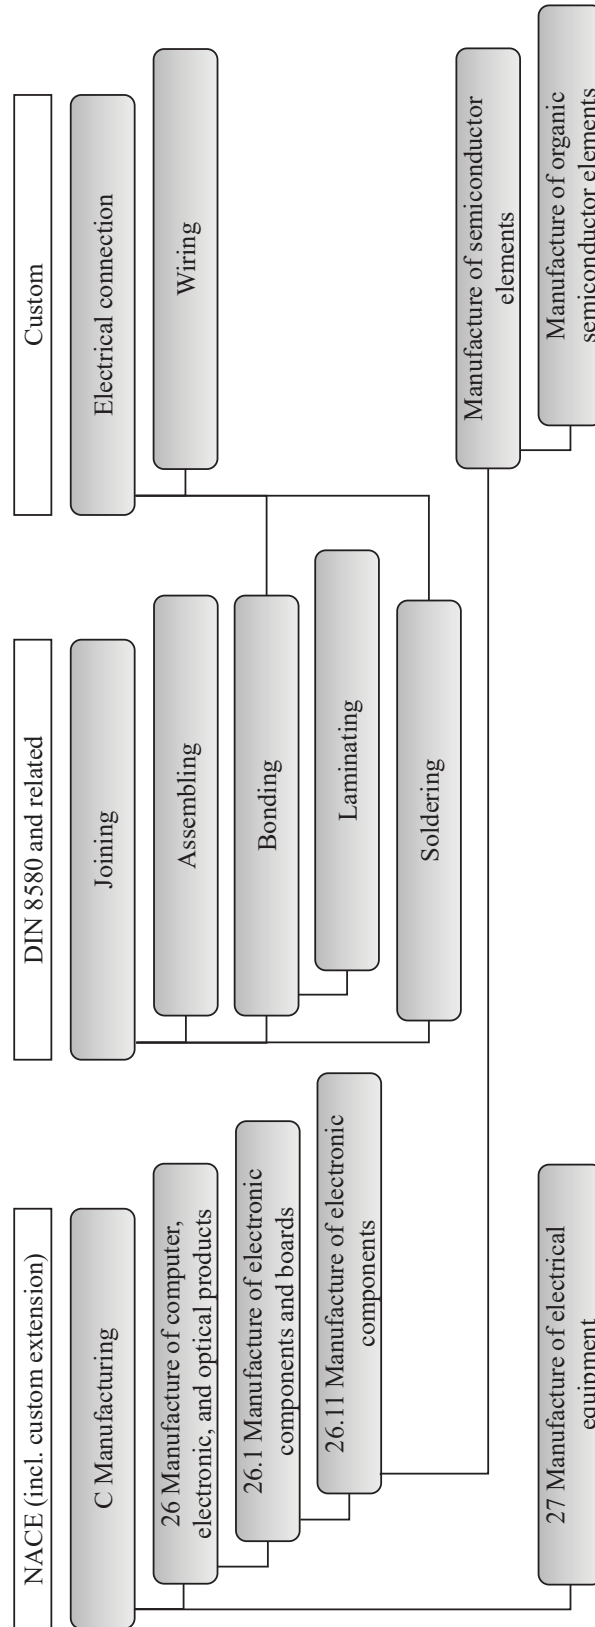 NACE (incl. custom extension)
C Manufacturing
26 Manufacture of computer,
electronic, and optical products
26.1 Manufacture of electronic
components and boards
26.11 Manufacture of electronic
components
27 Manufacture of electrical
equipment
DIN 8580 and related
Joining
Assembling
Bonding
Laminating
Soldering
Custom
Electrical connection
Wiring
Manufacture of semiconductor
elements
Manufacture of organic
semiconductor elements